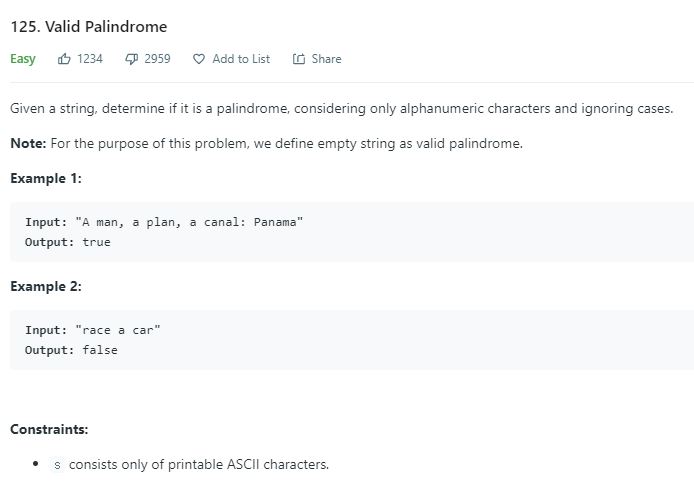 125. Valid Palindrome
Easy 1234 2959 Add to List Share
Given a string, determine if it is a palindrome, considering only alphanumeric characters and ignoring cases.
Note: For the purpose of this problem, we define empty string as valid palindrome.
Example 1:
Input: "A man, a plan, a canal: Panama"
Output: true
Example 2:
Input: "race a car"
Output: false
Constraints:
• s consists only of printable ASCII characters.